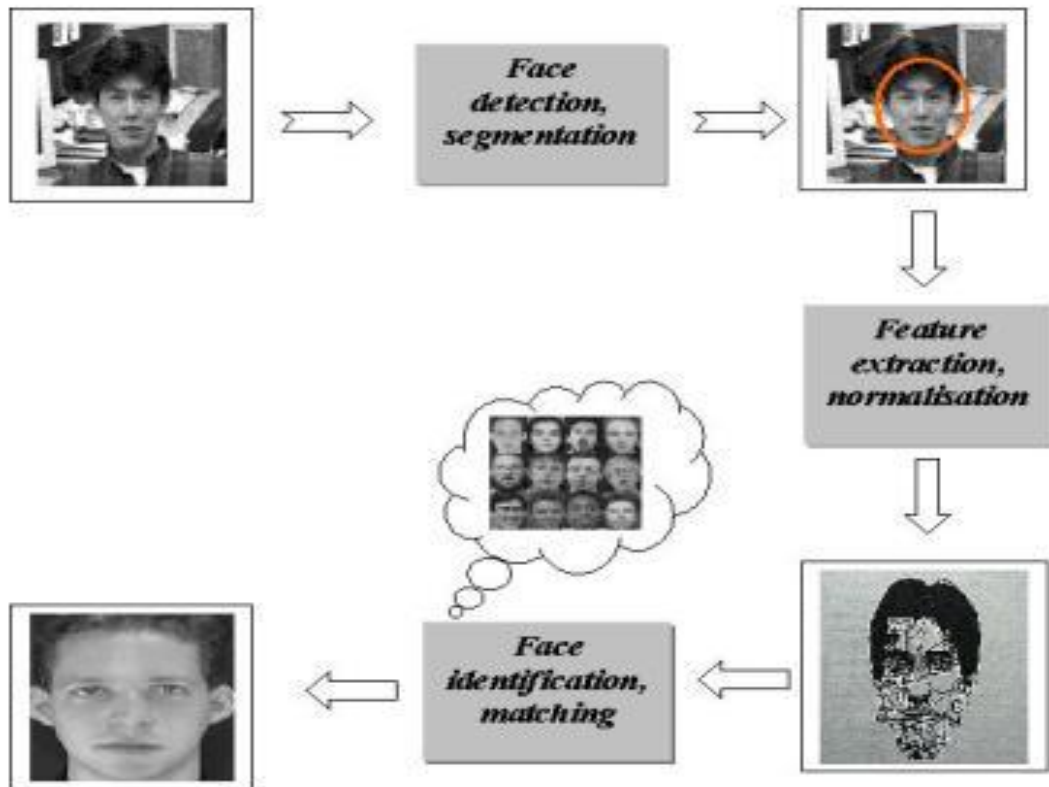 Face
detection,
segmentation
Feature
extraction,
normalisation
Face
identification,
matching